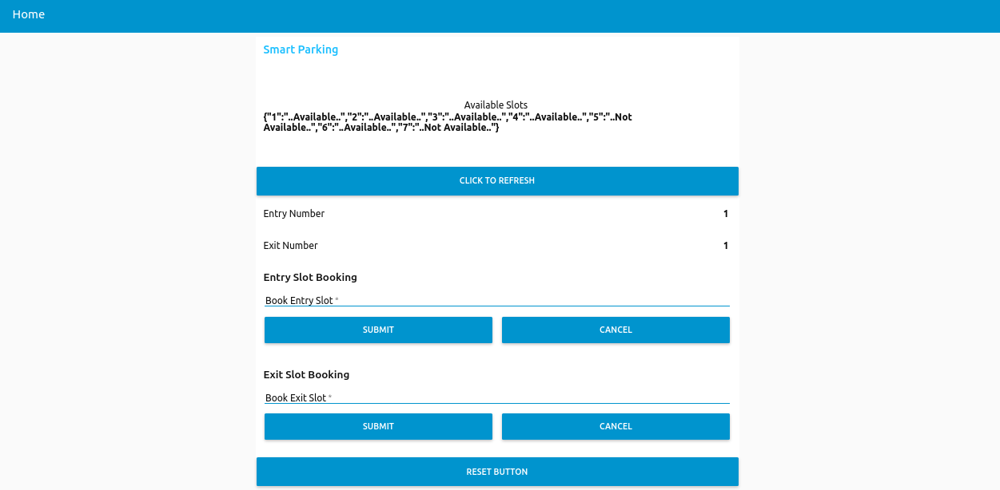 Home
Smart Parking
Available Slots
{"1":"..Available..","2":"..Available..","3":"..Available..","4":"..Available..","5":"..Not
Available..","6":"..Available..","7":"..Not Available.."}
CLICK TO REFRESH
Entry Number 1
Exit Number 1
Entry Slot Booking
Book Entry Slot *
SUBMIT CANCEL
Exit Slot Booking
Book Exit Slot *
SUBMIT CANCEL
RESET BUTTON